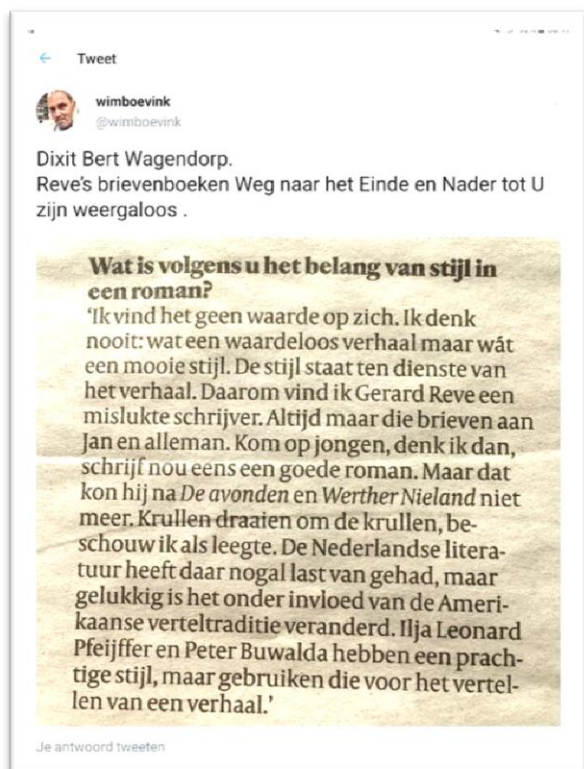 Tweet
wimboevink
@wimboevink
Dixit Bert Wagendorp.
Reve's brievenboeken Weg naar het Einde en Nader tot U
zijn weergaloos .
Wat is volgens u het belang van stijl in
een roman?
‘Ik vind het geen waarde op zich. Ik denk
nooit: wat een waardeloos verhaal maar wát
een mooie stijl. De stijl staat ten dienste van
het verhaal. Daarom vind ik Gerard Reve een
mislukte schrijver. Altijd maar die brieven aan
Jan en alleman. Kom op jongen, denk ik dan,
schrijf nou eens een goede roman. Maar dat
kon hij na De avonden en Werther Nieland niet
meer. Krullen draaien om de krullen, be-
schouw ik als leegte. De Nederlandse litera-
tuur heeft daar nogal last van gehad, maar
gelukkig is het onder invloed van de Ameri-
kaanse verteltraditie veranderd. Ilja Leonard
Pfeijffer en Peter Buwalda hebben een prach-
tige stijl, maar gebruiken die voor het vertel-
len van een verhaal.’
Je antwoord tweeten